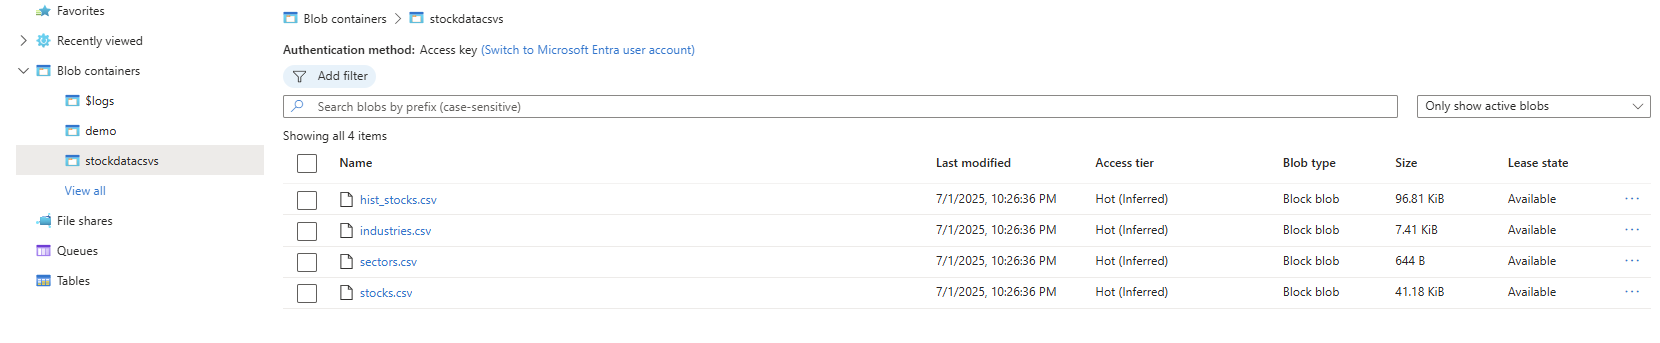 Favorites
Recently viewed
Blob containers
$logs
demo
stockdatacsvs
View all
File shares
Queues
Tables
Blob containers > stockdatacsvs
Authentication method: Access key (Switch to Microsoft Entra user account)
Add filter
Search blobs by prefix (case-sensitive)
Only show active blobs
Showing all 4 items
Name Last modified Access tier Blob type Size Lease state
hist_stocks.csv 7/1/2025, 10:26:36 PM Hot (Inferred) Block blob 96.81 KiB Available ...
industries.csv 7/1/2025, 10:26:36 PM Hot (Inferred) Block blob 7.41 KiB Available ...
sectors.csv 7/1/2025, 10:26:36 PM Hot (Inferred) Block blob 644 B Available ...
stocks.csv 7/1/2025, 10:26:36 PM Hot (Inferred) Block blob 41.18 KiB Available ...